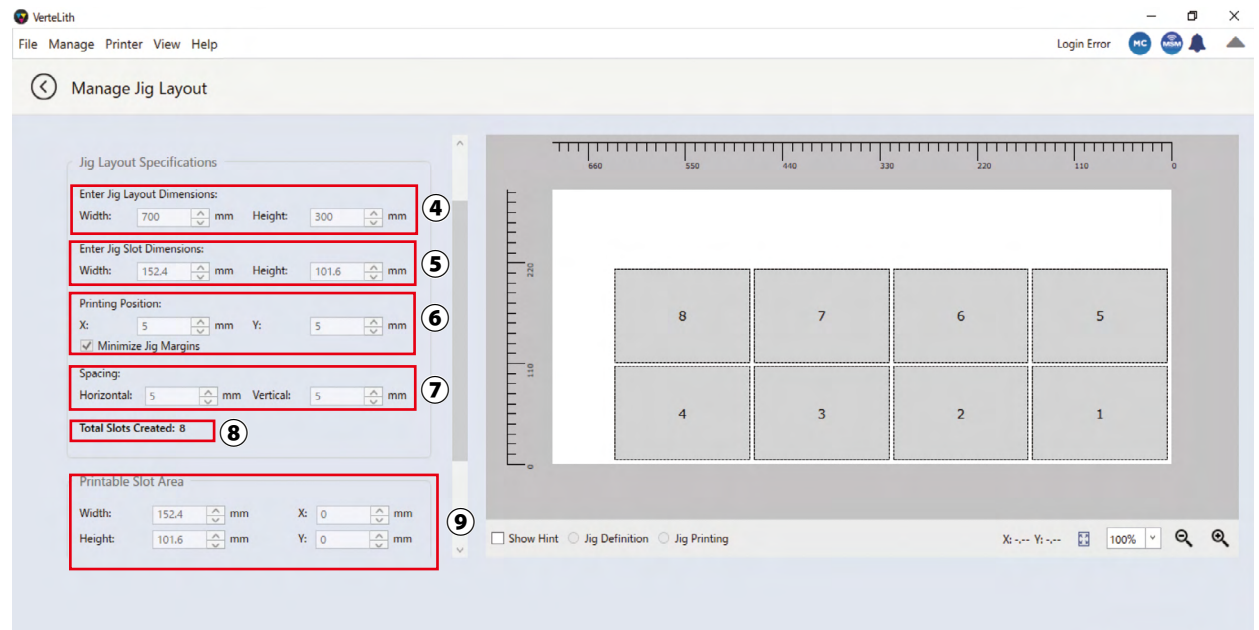 VerteLith
File Manage Printer View Help
Login Error MC MSM
Manage Jig Layout
Jig Layout Specifications
Enter Jig Layout Dimensions:
Width: 700 mm Height: 300 mm
④
Enter Jig Slot Dimensions:
Width: 152.4 mm Height: 101.6 mm
⑤
Printing Position:
X: 5 mm Y: 5 mm
⑥
Minimize Jig Margins
Spacing:
Horizontal: 5 mm Vertical: 5 mm
⑦
Total Slots Created: 8
⑧
Printable Slot Area
Width: 152.4 mm X: 0 mm
Height: 101.6 mm Y: 0 mm
⑨
660 550 440 330 220 110 0
220
110
0
8 7 6 5
4 3 2 1
Show Hint Jig Definition Jig Printing
X: -.-- Y: -.-- 100%